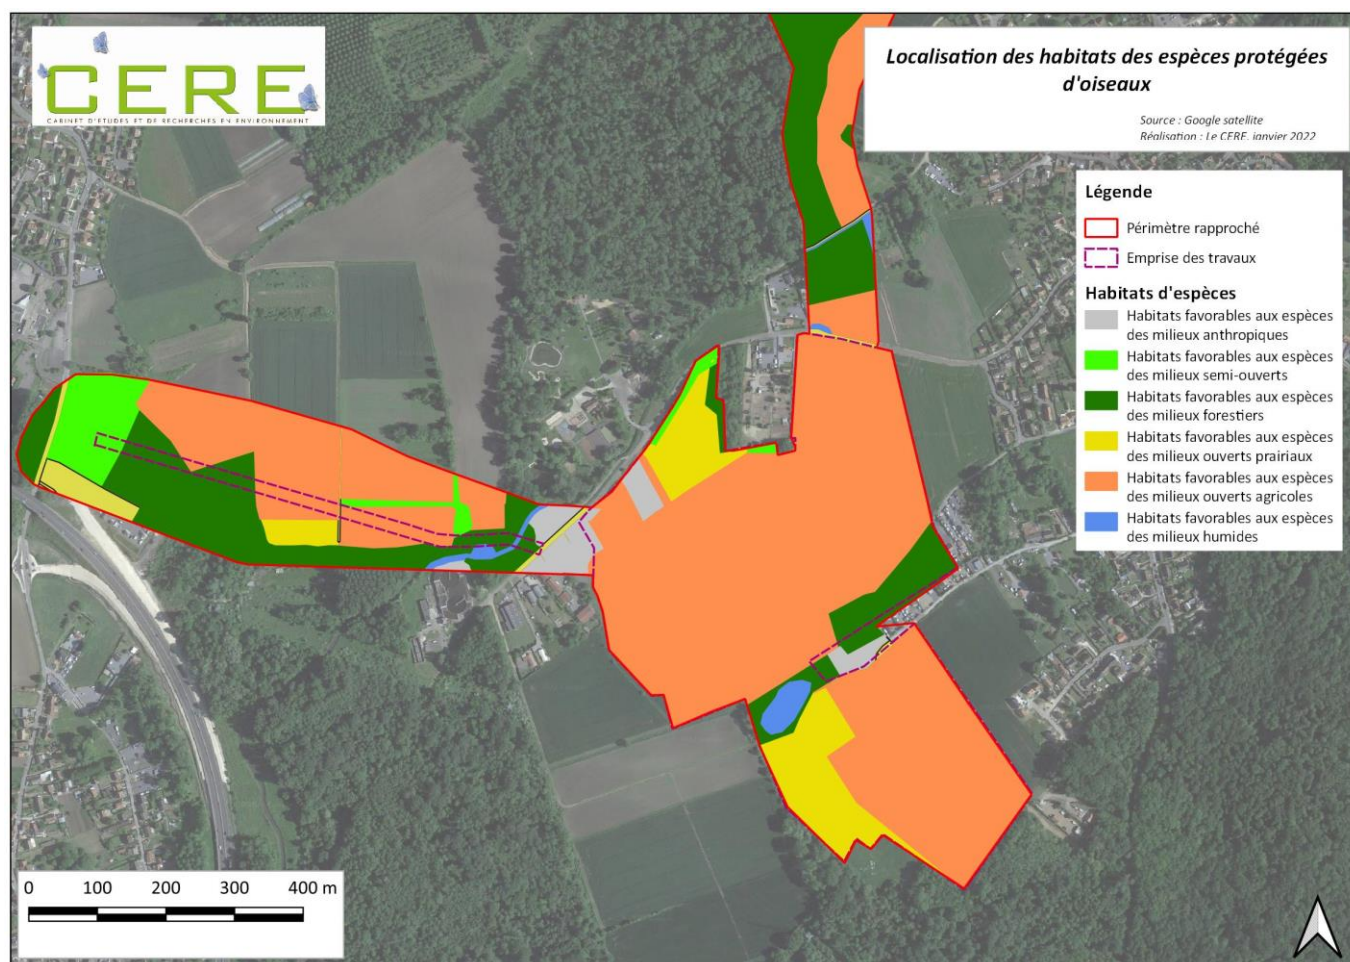 CERE
CABINET D'ETUDES ET DE RECHERCHES EN ENVIRONNEMENT
Localisation des habitats des espèces protégées
d'oiseaux
Source : Google satellite
Réalisation : Le CERE, janvier 2022
Légende
Périmètre rapproché
Emprise des travaux
Habitats d'espèces
Habitats favorables aux espèces
des milieux anthropiques
Habitats favorables aux espèces
des milieux semi-ouverts
Habitats favorables aux espèces
des milieux forestiers
Habitats favorables aux espèces
des milieux ouverts prairiaux
Habitats favorables aux espèces
des milieux ouverts agricoles
Habitats favorables aux espèces
des milieux humides
0 100 200 300 400 m